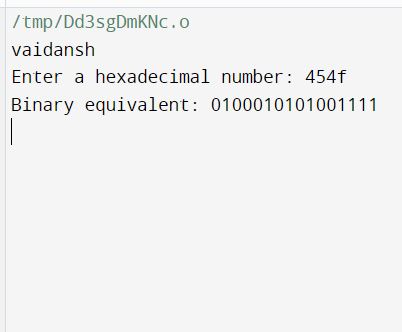 /tmp/Dd3sgDmKNc.o
vaidansh
Enter a hexadecimal number: 454f
Binary equivalent: 0100010101001111